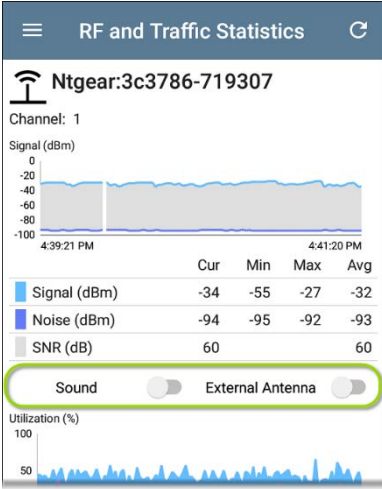 RF and Traffic Statistics
Ntgear:3c3786-719307
Channel: 1
Signal (dBm)
0
-20
-40
-60
-80
-100
4:39:21 PM 4:41:20 PM
Cur Min Max Avg
Signal (dBm) -34 -55 -27 -32
Noise (dBm) -94 -95 -92 -93
SNR (dB) 60 60
Sound External Antenna
Utilization (%)
100
50